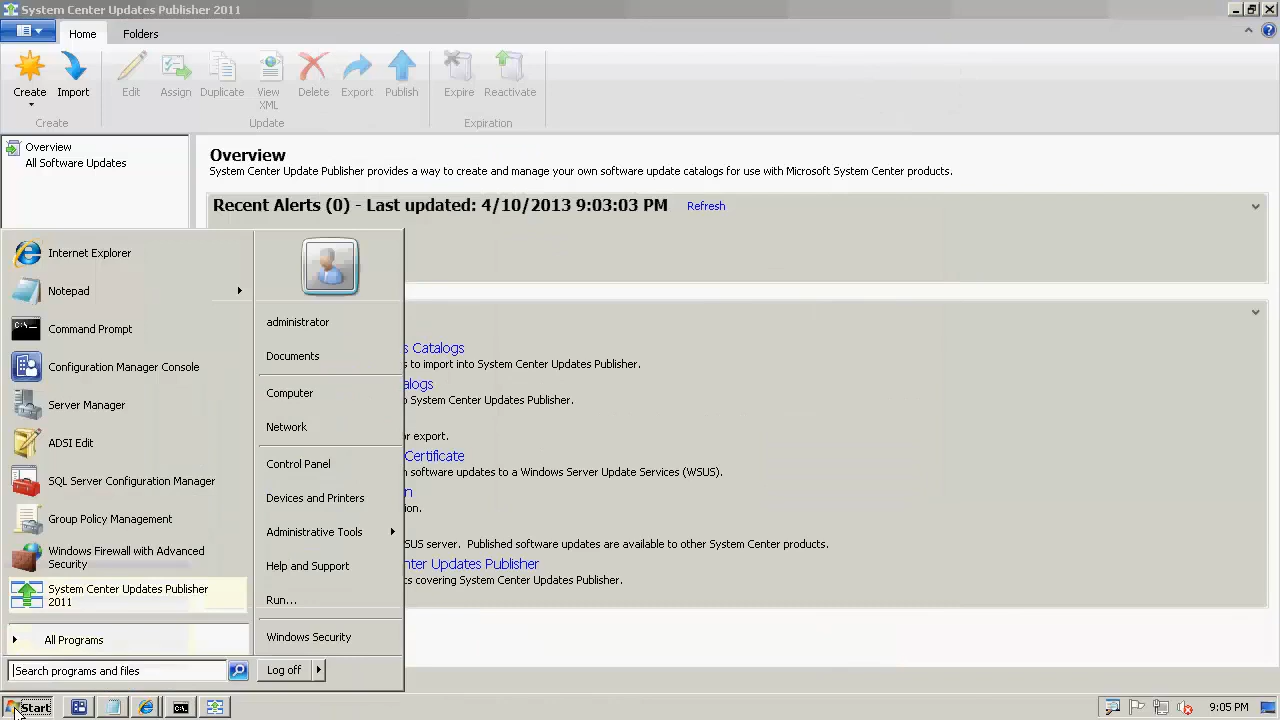 System Center Updates Publisher 2011
Home
Folders
Create
Import
Edit
Assign
Duplicate
View
XML
Delete
Export
Publish
Expire
Reactivate
Create
Update
Expiration
Overview
All Software Updates
Overview
System Center Update Publisher provides a way to create and manage your own software update catalogs for use with Microsoft System Center products.
Recent Alerts (0) - Last updated: 4/10/2013 9:03:03 PM
Refresh
s Catalogs
s to import into System Center Updates Publisher.
alogs
o System Center Updates Publisher.
or export.
Certificate
n software updates to a Windows Server Update Services (WSUS).
n
ion.
SUS server. Published software updates are available to other System Center products.
nter Updates Publisher
ts covering System Center Updates Publisher.
Internet Explorer
Notepad
Command Prompt
C:\_
Configuration Manager Console
Server Manager
ADSI Edit
SQL Server Configuration Manager
Group Policy Management
Windows Firewall with Advanced
Security
System Center Updates Publisher
2011
All Programs
Search programs and files
administrator
Documents
Computer
Network
Control Panel
Devices and Printers
Administrative Tools
Help and Support
Run...
Windows Security
Log off
Start
9:05 PM